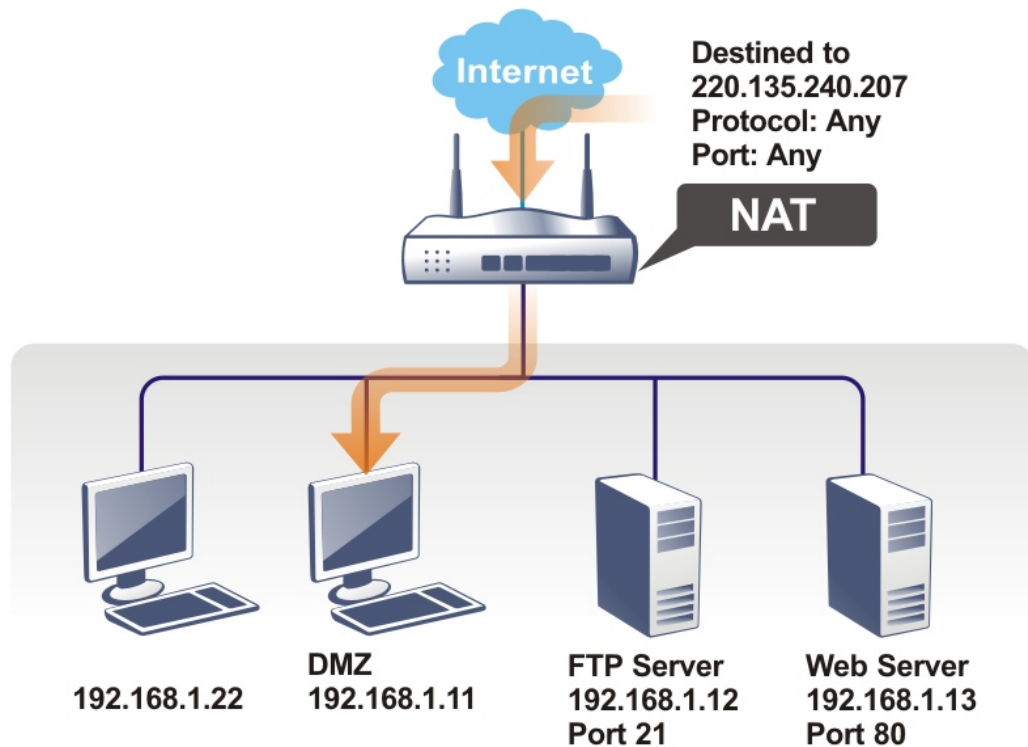 Internet
Destined to
220.135.240.207
Protocol: Any
Port: Any
NAT
192.168.1.22
DMZ
192.168.1.11
FTP Server
192.168.1.12
Port 21
Web Server
192.168.1.13
Port 80